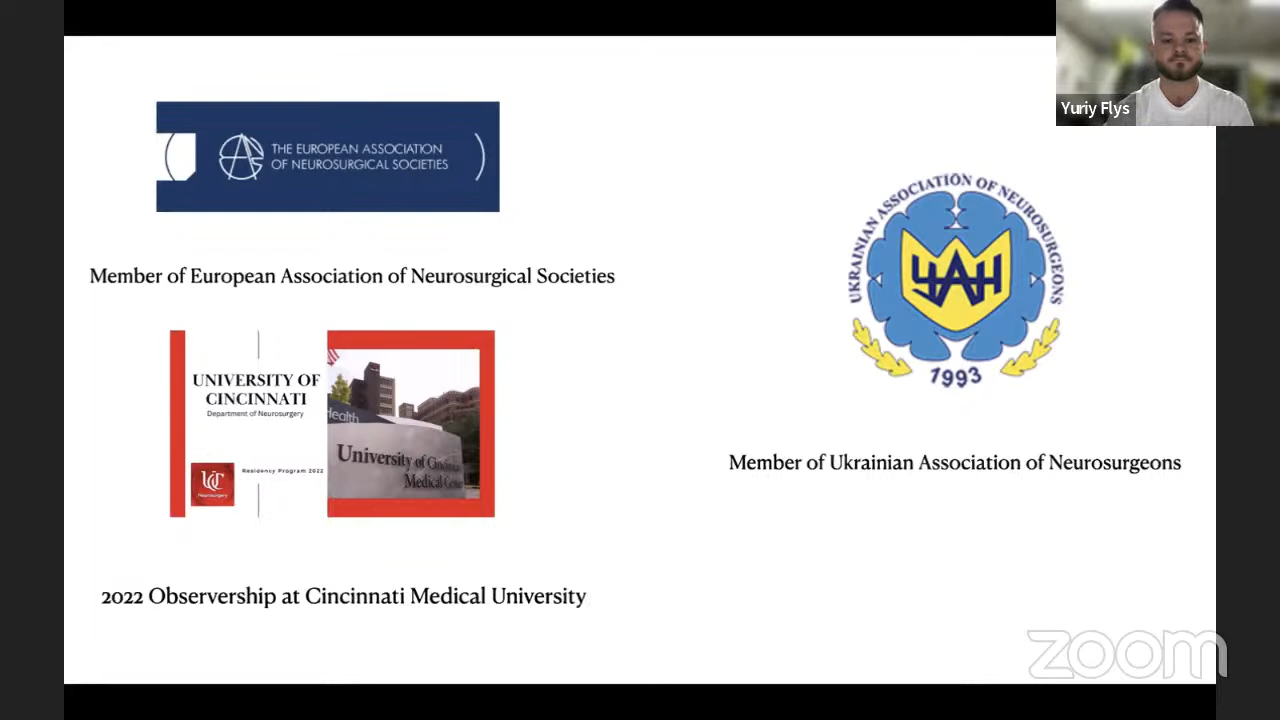 Yuriy Flys
THE EUROPEAN ASSOCIATION
OF NEUROSURGICAL SOCIETIES
Member of European Association of Neurosurgical Societies
UKRAINIAN ASSOCIATION OF NEUROSURGEONS
УАН
1993
Member of Ukrainian Association of Neurosurgeons
UNIVERSITY OF
CINCINNATI
Department of Neurosurgery
Residency Program 2022
UC
Neurosurgery
Health
University of Cincinnati
Medical Center
2022 Observership at Cincinnati Medical University
zoom